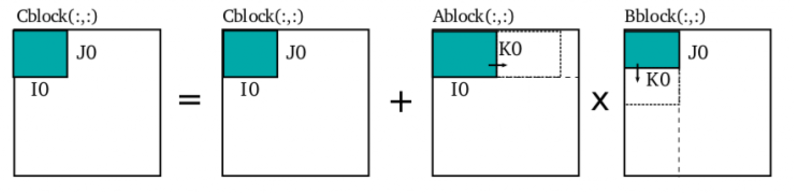 Cblock(:,:)
Cblock(:,:)
Ablock(:,:)
Bblock(:,:)
J0
I0
=
J0
I0
+
K0
I0
x
J0
K0